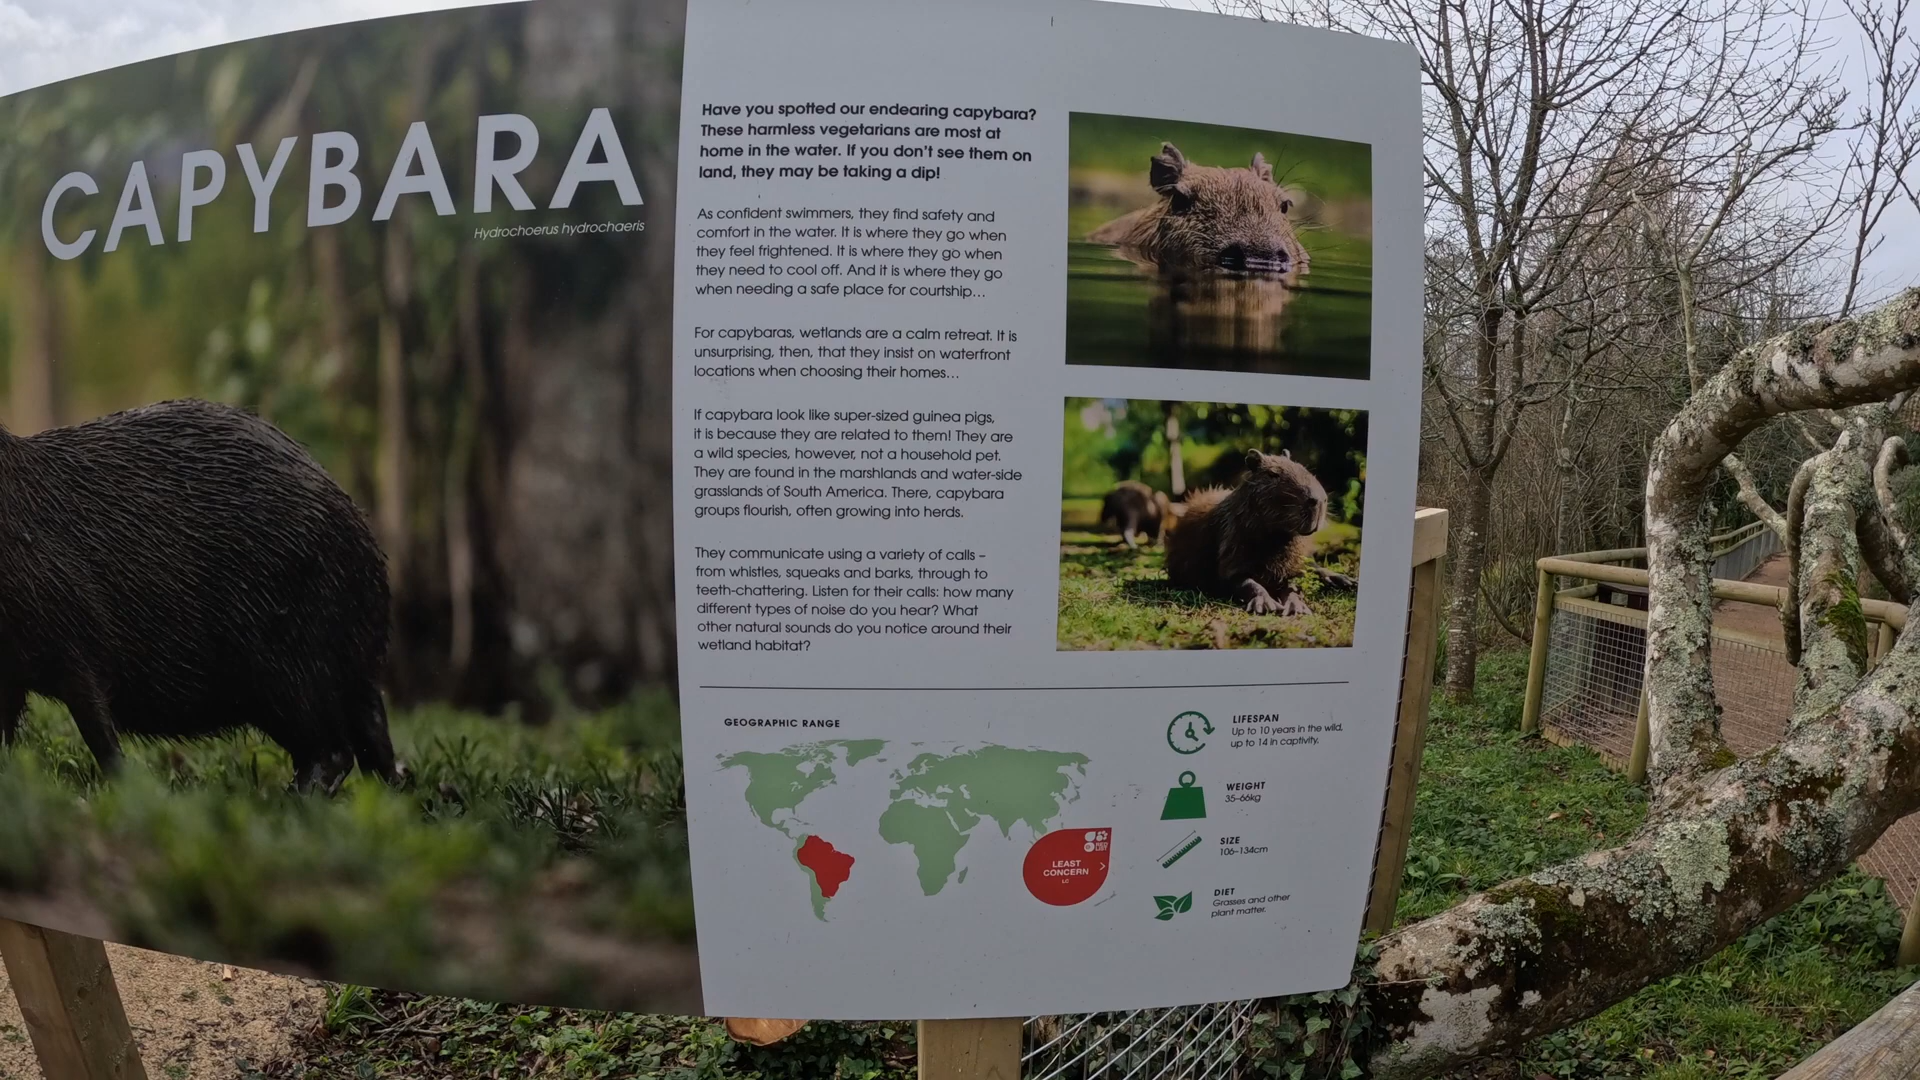 CAPYBARA
Hydrochoerus hydrochaeris
Have you spotted our endearing capybara?
These harmless vegetarians are most at
home in the water. If you don't see them on
land, they may be taking a dip!
As confident swimmers, they find safety and
comfort in the water. It is where they go when
they feel frightened. It is where they go when
they need to cool off. And it is where they go
when needing a safe place for courtship...
For capybaras, wetlands are a calm retreat. It is
unsurprising, then, that they insist on waterfront
locations when choosing their homes...
If capybara look like super-sized guinea pigs,
it is because they are related to them! They are
a wild species, however, not a household pet.
They are found in the marshlands and water-side
grasslands of South America. There, capybara
groups flourish, often growing into herds.
They communicate using a variety of calls –
from whistles, squeaks and barks, through to
teeth-chattering. Listen for their calls: how many
different types of noise do you hear? What
other natural sounds do you notice around their
wetland habitat?
GEOGRAPHIC RANGE
LEAST
CONCERN
LC
LIFESPAN
Up to 10 years in the wild,
up to 14 in captivity.
WEIGHT
35–66kg
SIZE
106–134cm
DIET
Grasses and other
plant matter.